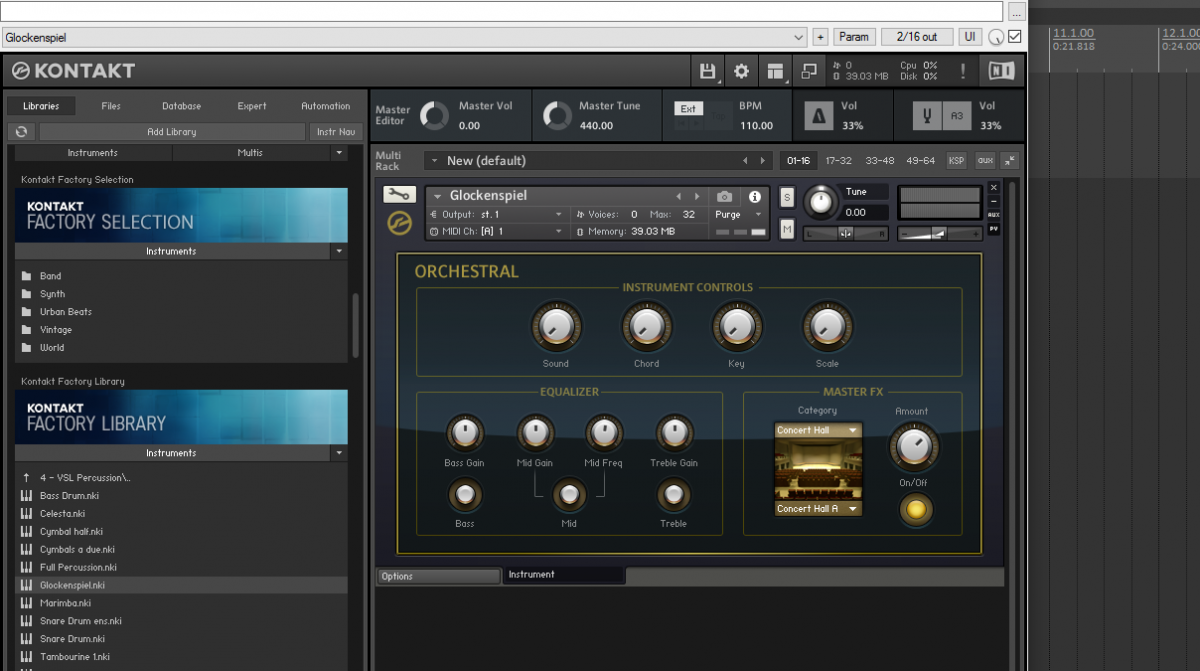 ...
Glockenspiel
+ Param 2/16 out UI
11.1.00 12.1.00
0:21.818 0:24.000
KONTAKT
0 Cpu 0%
39.03 MB Disk 0%
!
Libraries Files Database Expert Automation
Add Library Instr Nav
Instruments Multis
Kontakt Factory Selection
KONTAKT
FACTORY SELECTION
Instruments
Band
Synth
Urban Beats
Vintage
World
Kontakt Factory Library
KONTAKT
FACTORY LIBRARY
Instruments
4 - VSL Percussion\..
Bass Drum.nki
Celesta.nki
Cymbal half.nki
Cymbals a due.nki
Full Percussion.nki
Glockenspiel.nki
Marimba.nki
Snare Drum ens.nki
Snare Drum.nki
Tambourine 1.nki
Master
Editor
Master Vol
0.00
Master Tune
440.00
Ext
BPM
110.00
Vol
33%
A3
Vol
33%
Multi
Rack
New (default)
01-16 17-32 33-48 49-64 KSP aux
Glockenspiel
Output: st.1 Voices: 0 Max: 32 Purge
MIDI Ch: [A] 1 Memory: 39.03 MB
S
M
Tune
0.00
L R
- +
AUX
PV
ORCHESTRAL
INSTRUMENT CONTROLS
Sound Chord Key Scale
EQUALIZER
Bass Gain Mid Gain Mid Freq Treble Gain
Bass Mid Treble
MASTER FX
Category
Concert Hall
Concert Hall A
Amount
On/Off
Options Instrument